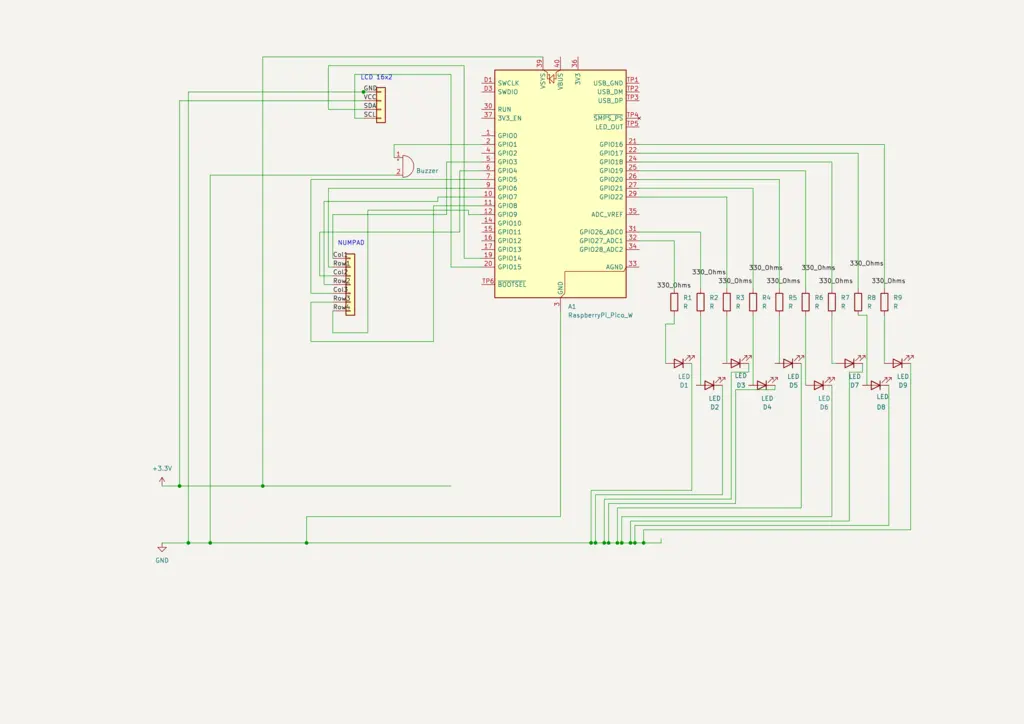 39
40
36
LCD 16x2
GND
VCC
SDA
SCL
VSYS
VBUS
3V3
D1 SWCLK
D3 SWDIO
30 RUN
37 3V3_EN
1 GPIO0
2 GPIO1
4 GPIO2
5 GPIO3
6 GPIO4
7 GPIO5
9 GPIO6
10 GPIO7
11 GPIO8
12 GPIO9
14 GPIO10
15 GPIO11
16 GPIO12
17 GPIO13
19 GPIO14
20 GPIO15
TP6 BOOTSEL
USB_GND TP1
USB_DM TP2
USB_DP TP3
SMPS_PS TP4
LED_OUT TP5
GPIO16 21
GPIO17 22
GPIO18 24
GPIO19 25
GPIO20 26
GPIO21 27
GPIO22 29
ADC_VREF 35
GPIO26_ADC0 31
GPIO27_ADC1 32
GPIO28_ADC2 34
AGND 33
GND
3
A1
RaspberryPi_Pico_W
1
2
Buzzer
NUMPAD
Col1
Row1
Col2
Row2
Col3
Row3
Row4
330_Ohms
330_Ohms
330_Ohms
330_Ohms
330_Ohms
330_Ohms
330_Ohms
330_Ohms
330_Ohms
R1
R
R2
R
R3
R
R4
R
R5
R
R6
R
R7
R
R8
R
R9
R
LED
D1
LED
D2
LED
D3
LED
D4
LED
D5
LED
D6
LED
D7
LED
D8
LED
D9
+3.3V
GND